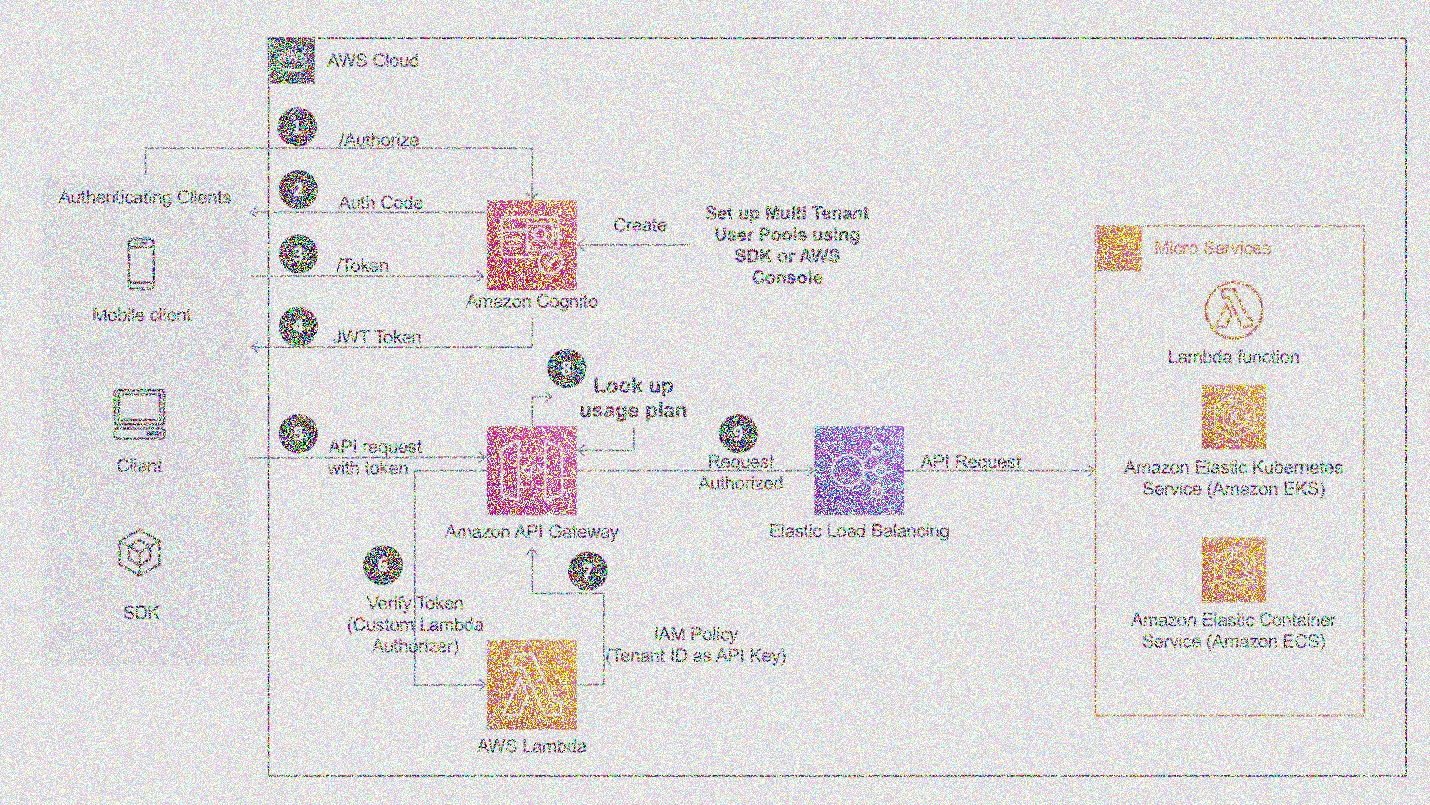 AWS Cloud
1
/Authorize
Authenticating Clients
2
Auth Code
Create
Set up Multi Tenant
User Pools using
SDK or AWS
Console
3
/Token
Amazon Cognito
Mobile client
4
JWT Token
Micro Services
Lambda function
8
Look up
usage plan
5
API request
with token
Client
9
Request
Authorized
API Request
Amazon Elastic Kubernetes
Service (Amazon EKS)
Amazon API Gateway
Elastic Load Balancing
6
7
Verify Token
(Custom Lambda
Authorizer)
SDK
IAM Policy
(Tenant ID as API Key)
Amazon Elastic Container
Service (Amazon ECS)
AWS Lambda